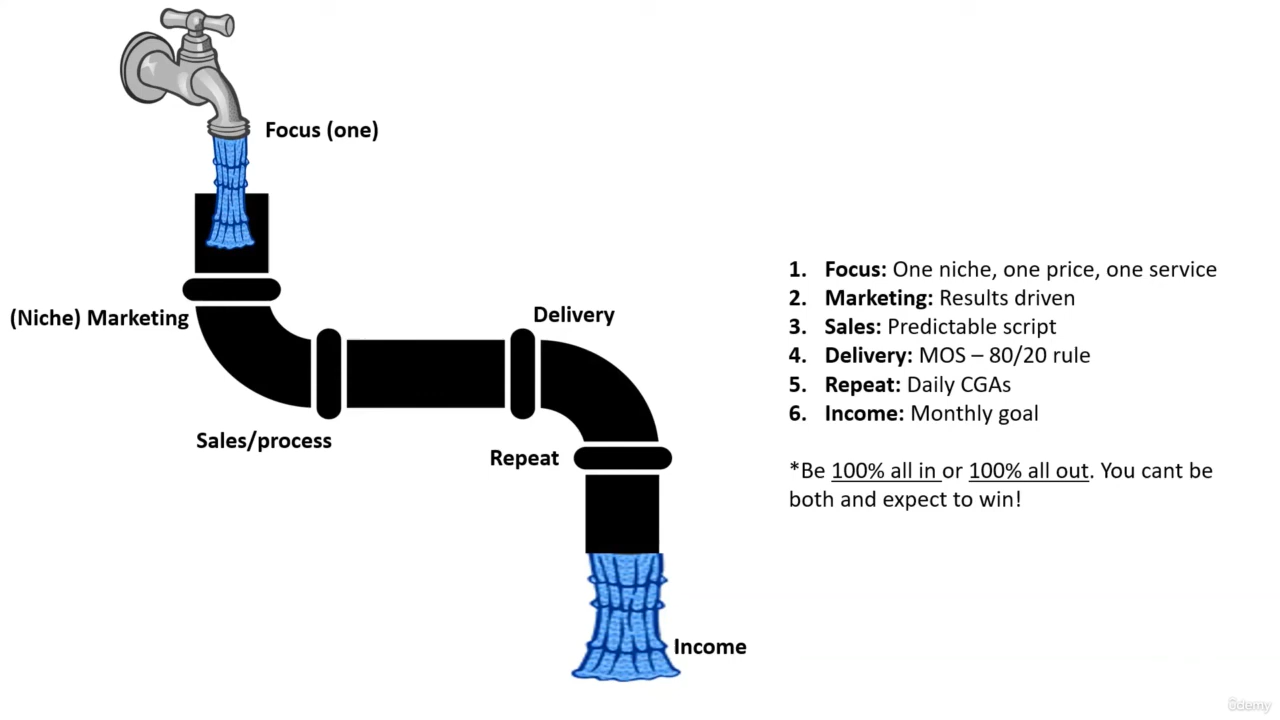 Focus (one)
(Niche) Marketing
Delivery
Sales/process
Repeat
Income
1. Focus: One niche, one price, one service
2. Marketing: Results driven
3. Sales: Predictable script
4. Delivery: MOS – 80/20 rule
5. Repeat: Daily CGAs
6. Income: Monthly goal
*Be 100% all in or 100% all out. You cant be
both and expect to win!
ûdemy